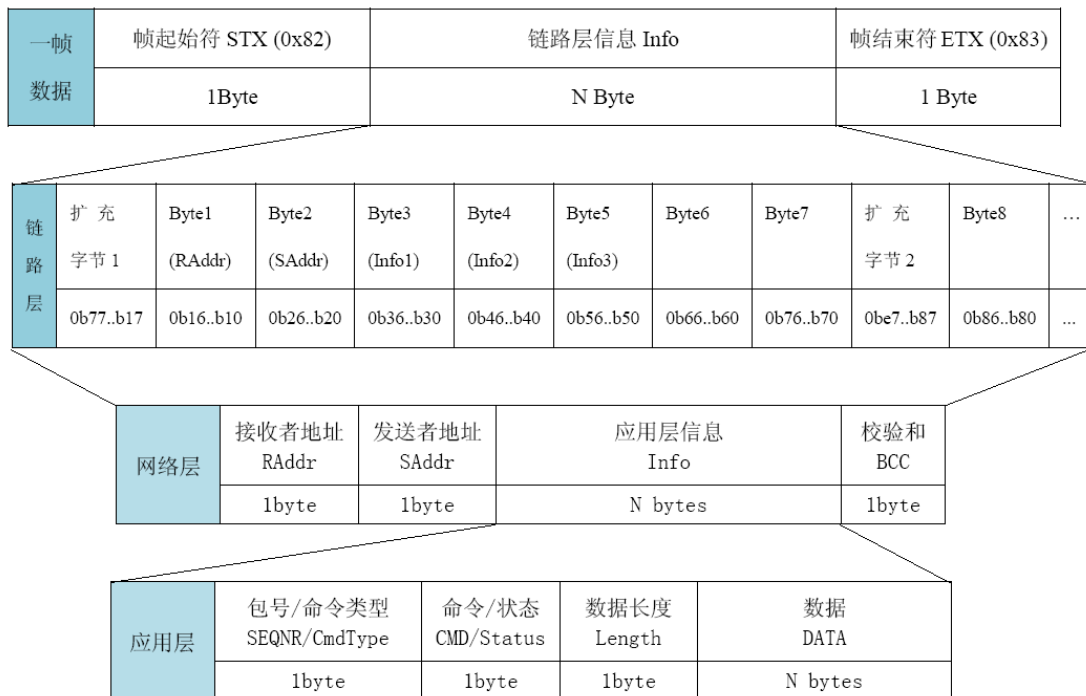 一帧
数据
帧起始符 STX (0x82)
链路层信息 Info
帧结束符 ETX (0x83)
1Byte
N Byte
1 Byte
链
路
层
扩 充
字节 1
Byte1
(RAddr)
Byte2
(SAddr)
Byte3
(Info1)
Byte4
(Info2)
Byte5
(Info3)
Byte6
Byte7
扩 充
字节 2
Byte8
…
0b77..b17
0b16..b10
0b26..b20
0b36..b30
0b46..b40
0b56..b50
0b66..b60
0b76..b70
0be7..b87
0b86..b80
...
网络层
接收者地址
RAddr
发送者地址
SAddr
应用层信息
Info
校验和
BCC
1byte
1byte
N bytes
1byte
应用层
包号/命令类型
SEQNR/CmdType
命令/状态
CMD/Status
数据长度
Length
数据
DATA
1byte
1byte
1byte
N bytes